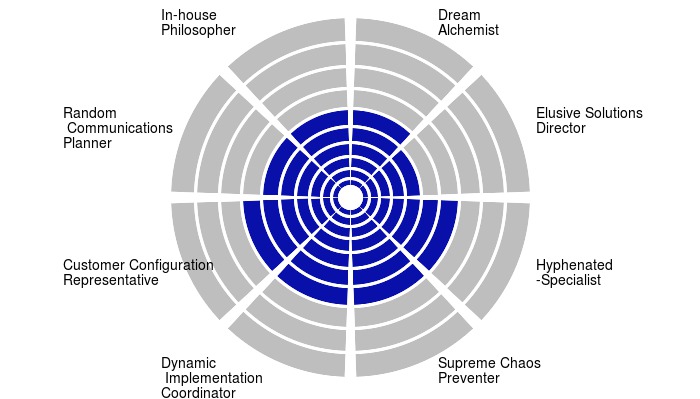 In-house
Philosopher
Dream
Alchemist
Random
Communications
Planner
Elusive Solutions
Director
Customer Configuration
Representative
Hyphenated
-Specialist
Dynamic
Implementation
Coordinator
Supreme Chaos
Preventer